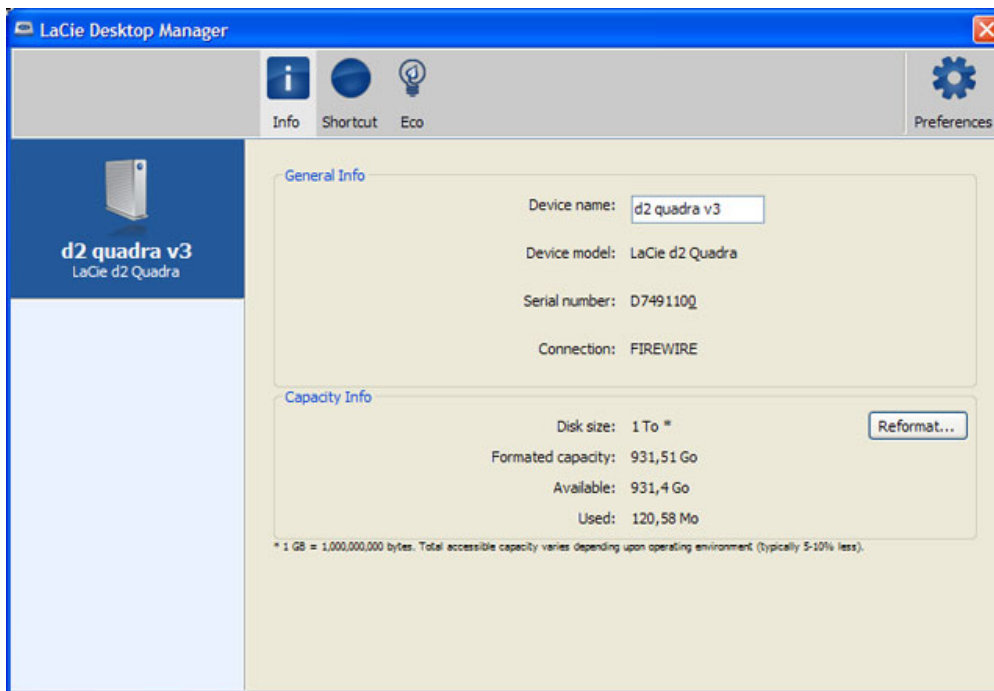 LaCie Desktop Manager
Info Shortcut Eco Preferences
d2 quadra v3
LaCie d2 Quadra
General Info
Device name: d2 quadra v3
Device model: LaCie d2 Quadra
Serial number: D7491100
Connection: FIREWIRE
Capacity Info
Disk size: 1 To * Reformat...
Formated capacity: 931,51 Go
Available: 931,4 Go
Used: 120,58 Mo
* 1 GB = 1,000,000,000 bytes. Total accessible capacity varies depending upon operating environment (typically 5-10% less).